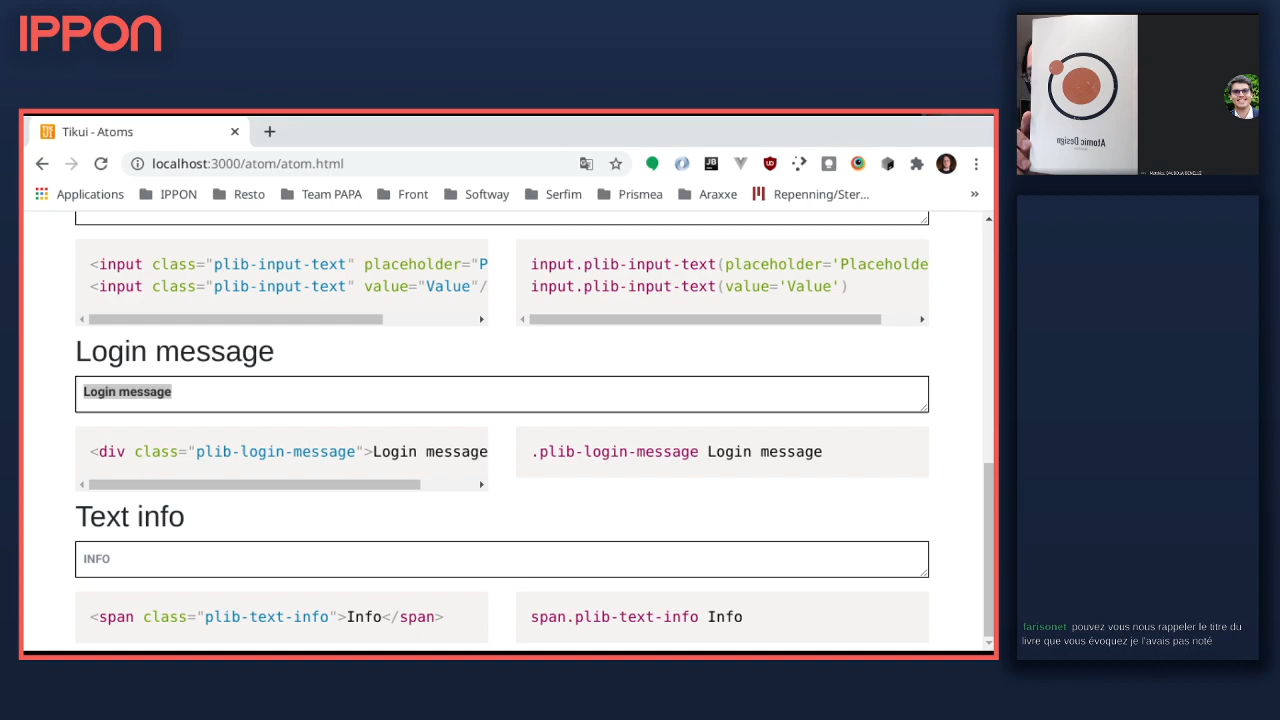 IPPON
Tikui - Atoms
localhost:3000/atom/atom.html
Applications IPPON Resto Team PAPA Front Softway Serfim Prismea Araxxe Repenning/Ster... »
<input class="plib-input-text" placeholder="P
<input class="plib-input-text" value="Value"/
input.plib-input-text(placeholder='Placeholde
input.plib-input-text(value='Value')
Login message
Login message
<div class="plib-login-message">Login message
.plib-login-message Login message
Text info
INFO
<span class="plib-text-info">Info</span>
span.plib-text-info Info
Atomic Design
farisonet pouvez vous nous rappeler le titre du
livre que vous évoquez je l'avais pas noté